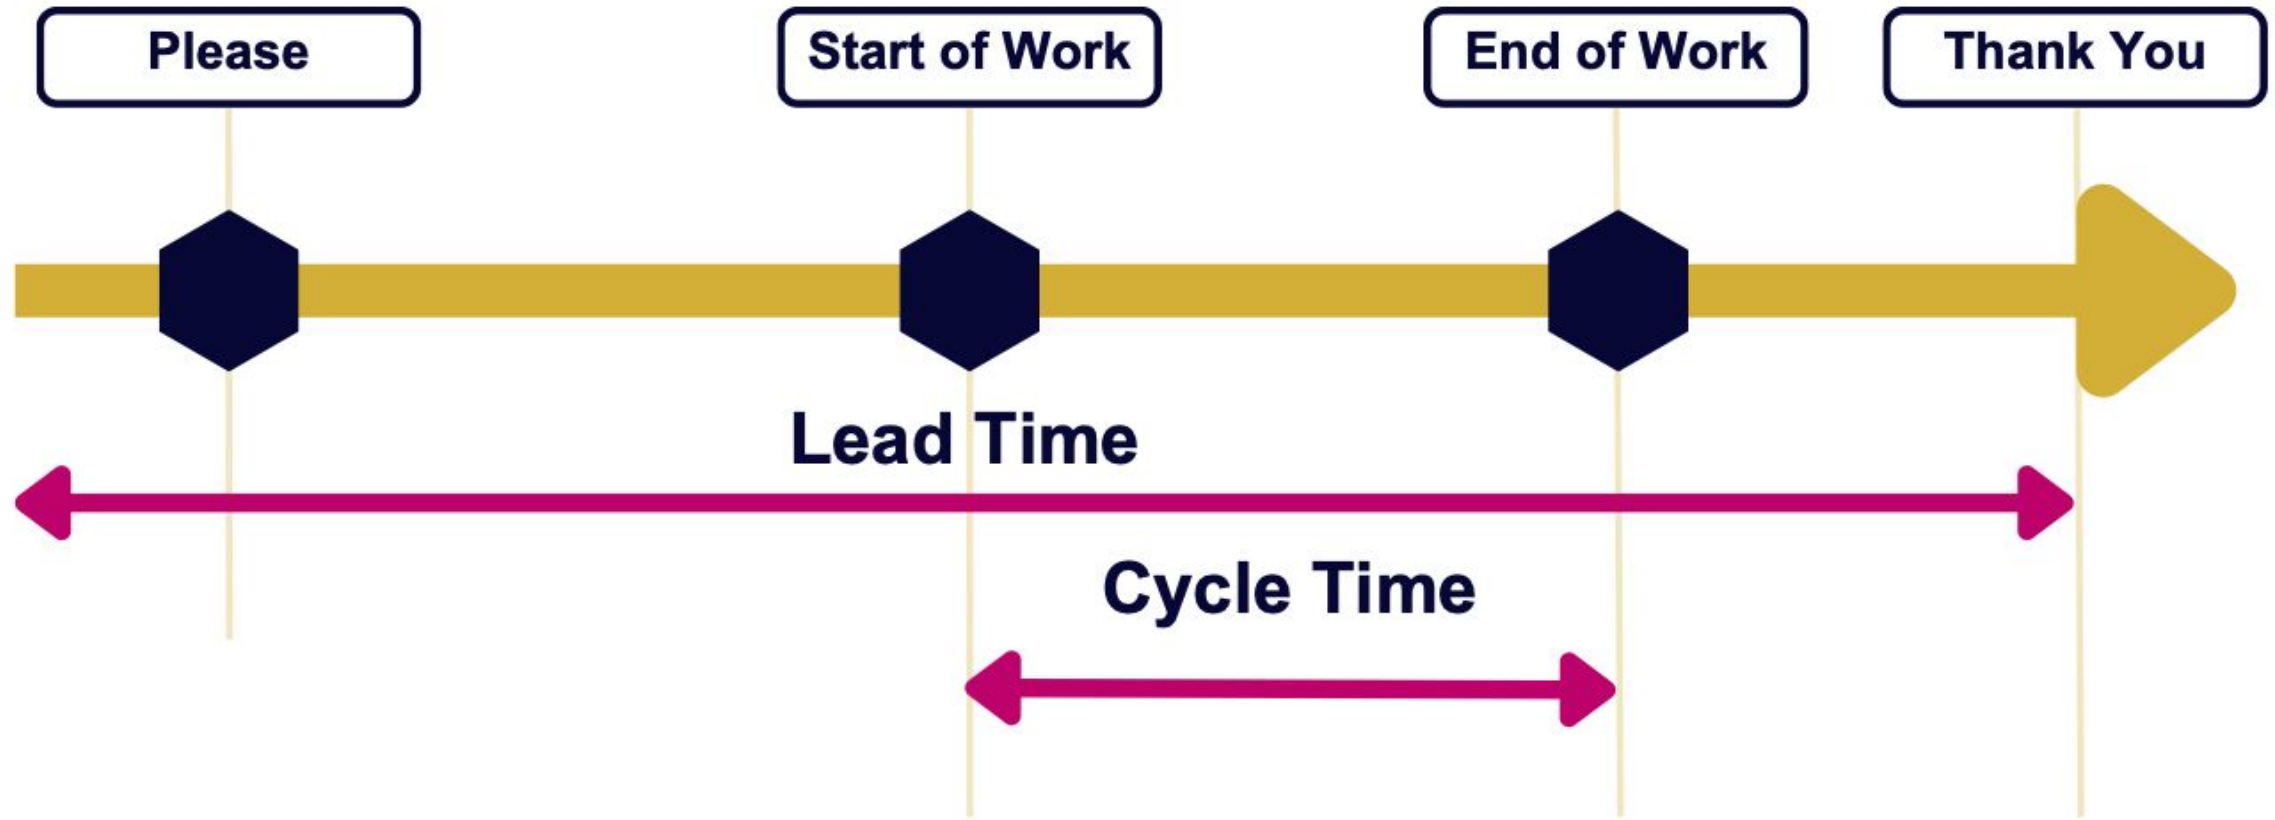 Please
Start of Work
End of Work
Thank You
Lead Time
Cycle Time